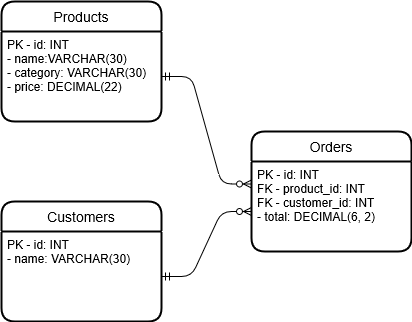 Products
PK - id: INT
- name:VARCHAR(30)
- category: VARCHAR(30)
- price: DECIMAL(22)
Orders
PK - id: INT
FK - product_id: INT
FK - customer_id: INT
- total: DECIMAL(6, 2)
Customers
PK - id: INT
- name: VARCHAR(30)